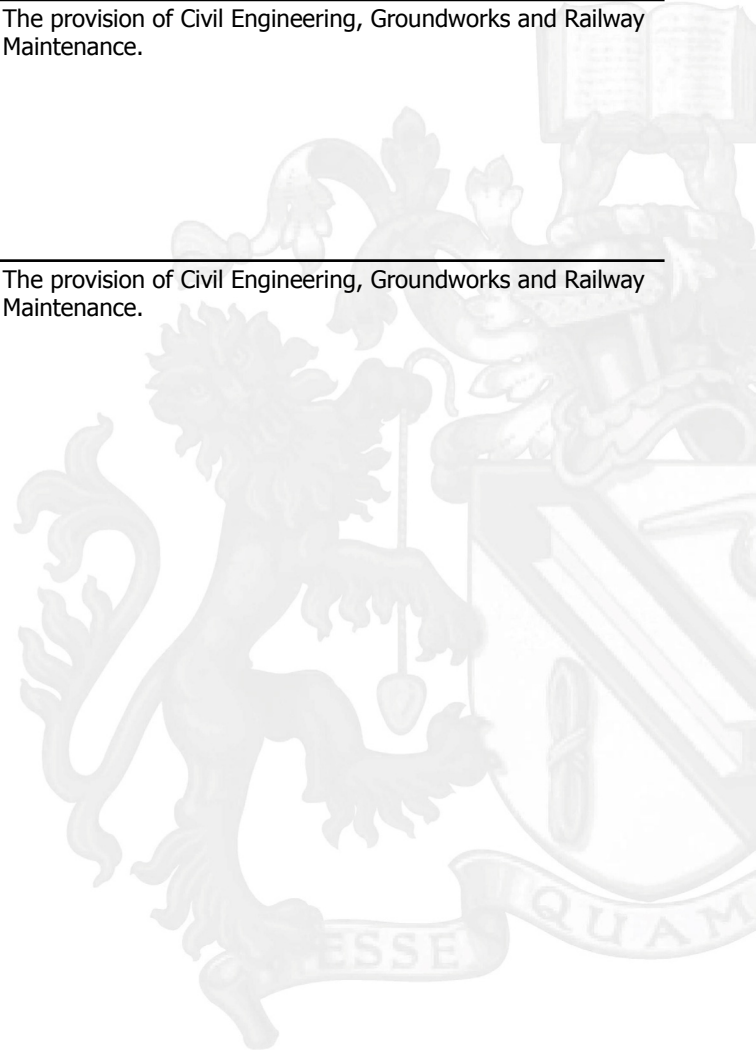 The provision of Civil Engineering, Groundworks and Railway
Maintenance.
The provision of Civil Engineering, Groundworks and Railway
Maintenance.
ESSE QUAM